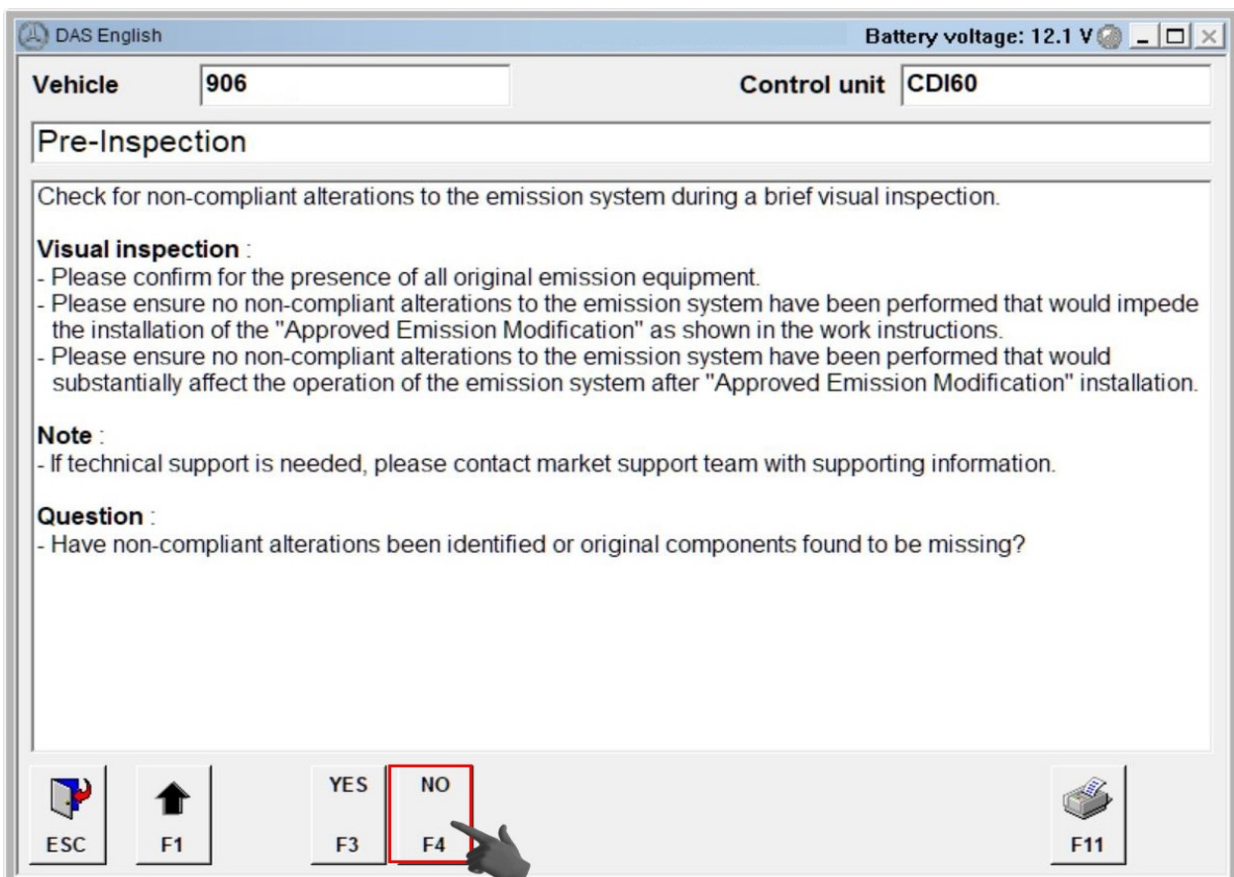 DAS English
Battery voltage: 12.1 V
Vehicle 906 Control unit CDI60
Pre-Inspection
Check for non-compliant alterations to the emission system during a brief visual inspection.
Visual inspection :
- Please confirm for the presence of all original emission equipment.
- Please ensure no non-compliant alterations to the emission system have been performed that would impede
the installation of the "Approved Emission Modification" as shown in the work instructions.
- Please ensure no non-compliant alterations to the emission system have been performed that would
substantially affect the operation of the emission system after "Approved Emission Modification" installation.
Note :
- If technical support is needed, please contact market support team with supporting information.
Question :
- Have non-compliant alterations been identified or original components found to be missing?
YES NO
ESC F1 F3 F4 F11